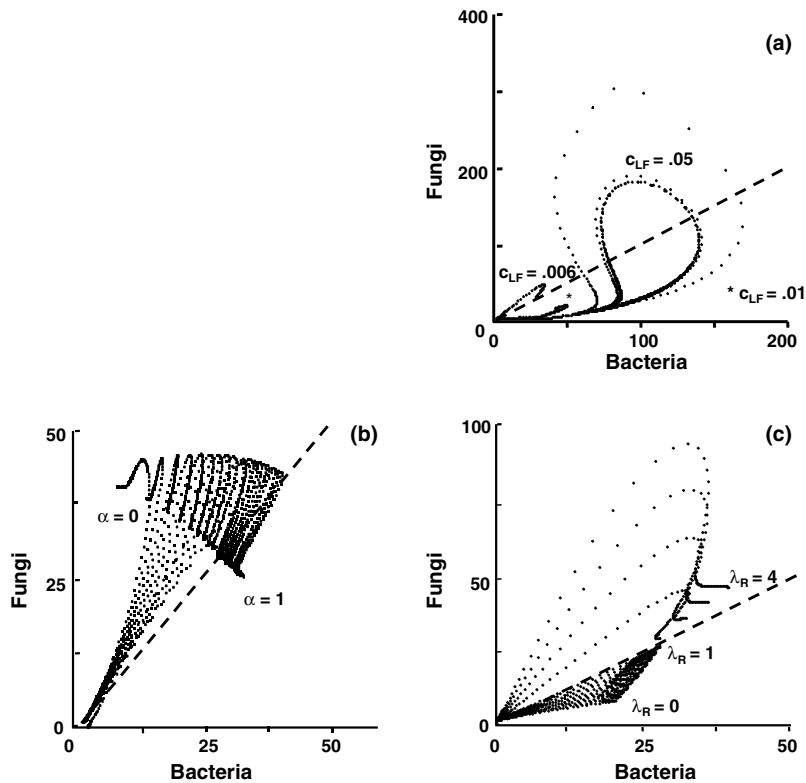 (a)
400
200
0
Fungi
c_LF = .05
c_LF = .006
*
* c_LF = .01
0
100
200
Bacteria
(b)
50
25
0
Fungi
α = 0
α = 1
0
25
50
Bacteria
(c)
100
50
0
Fungi
λ_R = 4
λ_R = 1
λ_R = 0
0
25
50
Bacteria